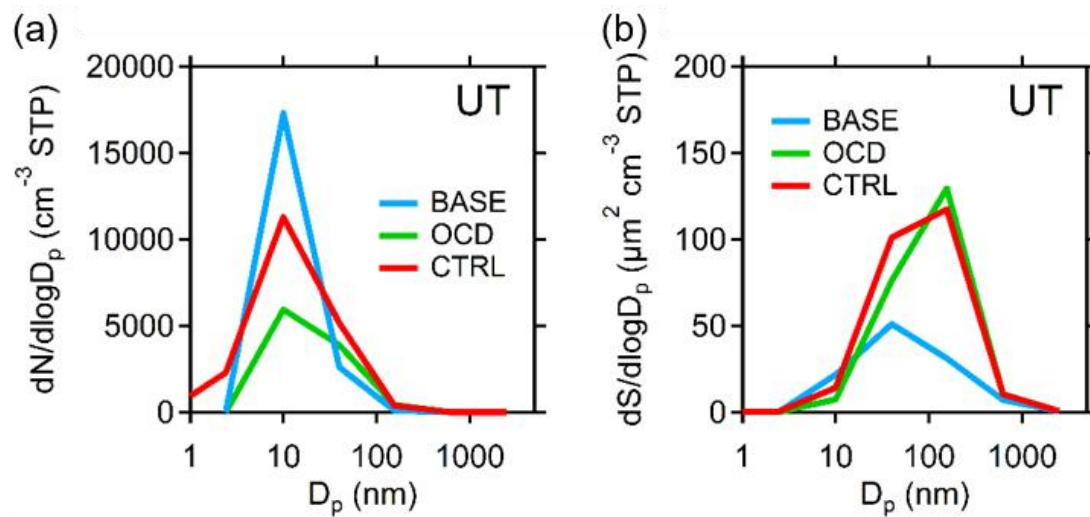 (a)
20000
15000
10000
5000
0
dN/dlogDp (cm-3 STP)
UT
BASE
OCD
CTRL
1
10
100
1000
Dp (nm)
(b)
200
150
100
50
0
dS/dlogDp (µm2 cm-3 STP)
UT
BASE
OCD
CTRL
1
10
100
1000
Dp (nm)